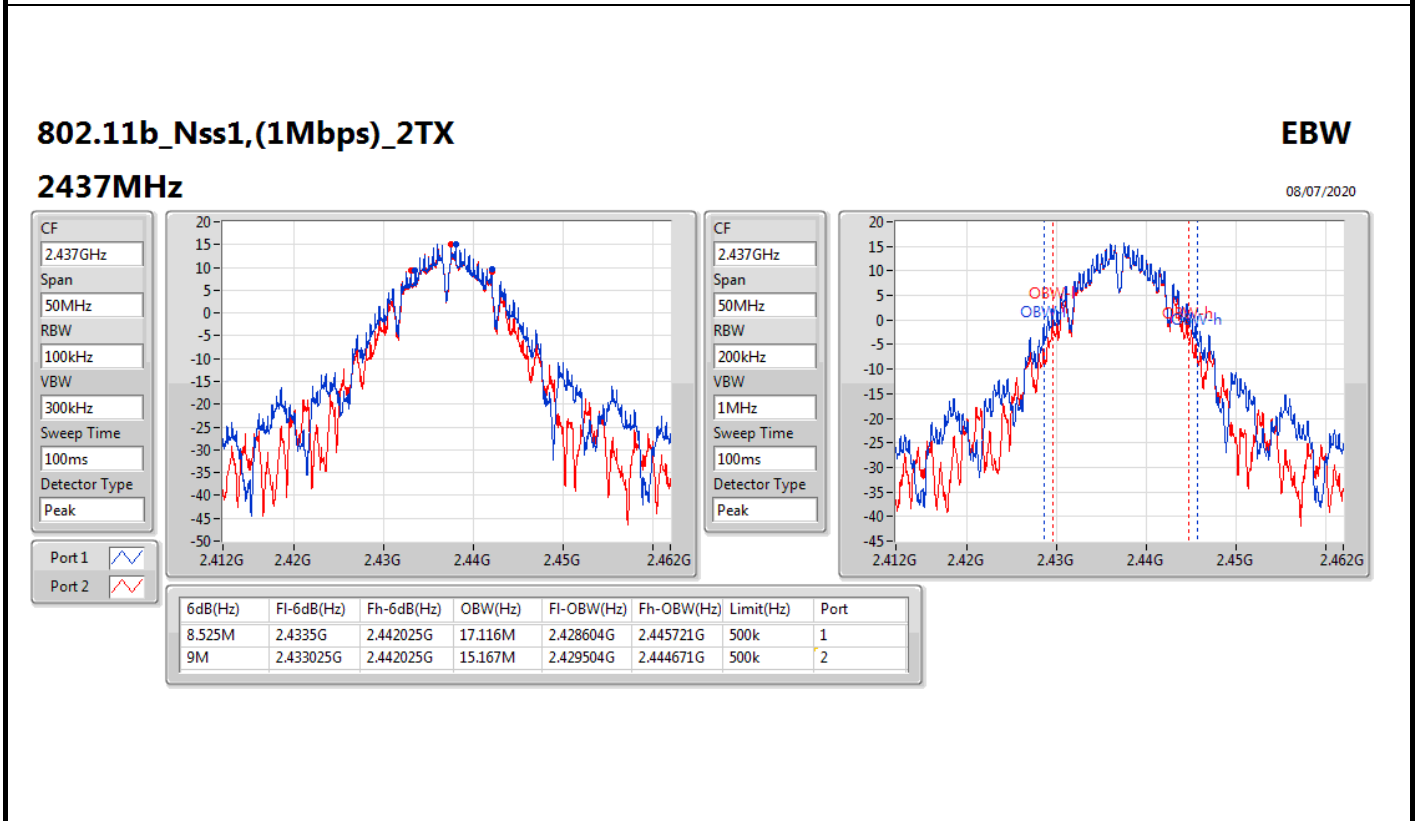 802.11b_Nss1,(1Mbps)_2TX
EBW
2437MHz
08/07/2020
CF
2.437GHz
Span
50MHz
RBW
100kHz
VBW
300kHz
Sweep Time
100ms
Detector Type
Peak
Port 1
Port 2
20
15
10
5
0
-5
-10
-15
-20
-25
-30
-35
-40
-45
-50
2.412G 2.42G 2.43G 2.44G 2.45G 2.462G
CF
2.437GHz
Span
50MHz
RBW
200kHz
VBW
1MHz
Sweep Time
100ms
Detector Type
Peak
20
15
10
5
0
-5
-10
-15
-20
-25
-30
-35
-40
-45
2.412G 2.42G 2.43G 2.44G 2.45G 2.462G
6dB(Hz) Fl-6dB(Hz) Fh-6dB(Hz) OBW(Hz) Fl-OBW(Hz) Fh-OBW(Hz) Limit(Hz) Port
8.525M 2.4335G 2.442025G 17.116M 2.428604G 2.445721G 500k 1
9M 2.433025G 2.442025G 15.167M 2.429504G 2.444671G 500k 2